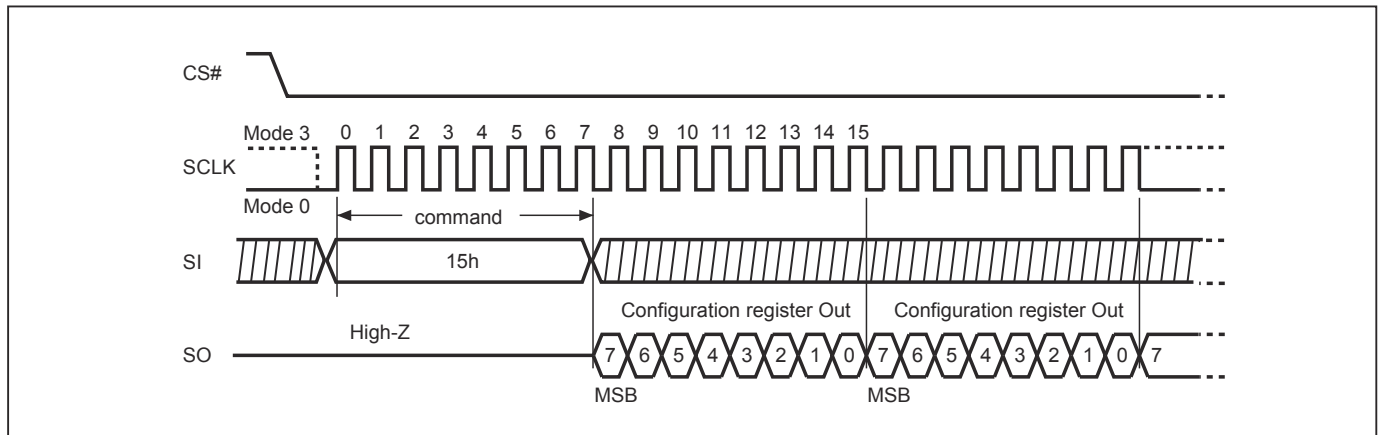 CS#
Mode 3 0 1 2 3 4 5 6 7 8 9 10 11 12 13 14 15
SCLK
Mode 0
command
SI 15h
Configuration register Out Configuration register Out
High-Z
SO 7 6 5 4 3 2 1 0 7 6 5 4 3 2 1 0 7
MSB MSB